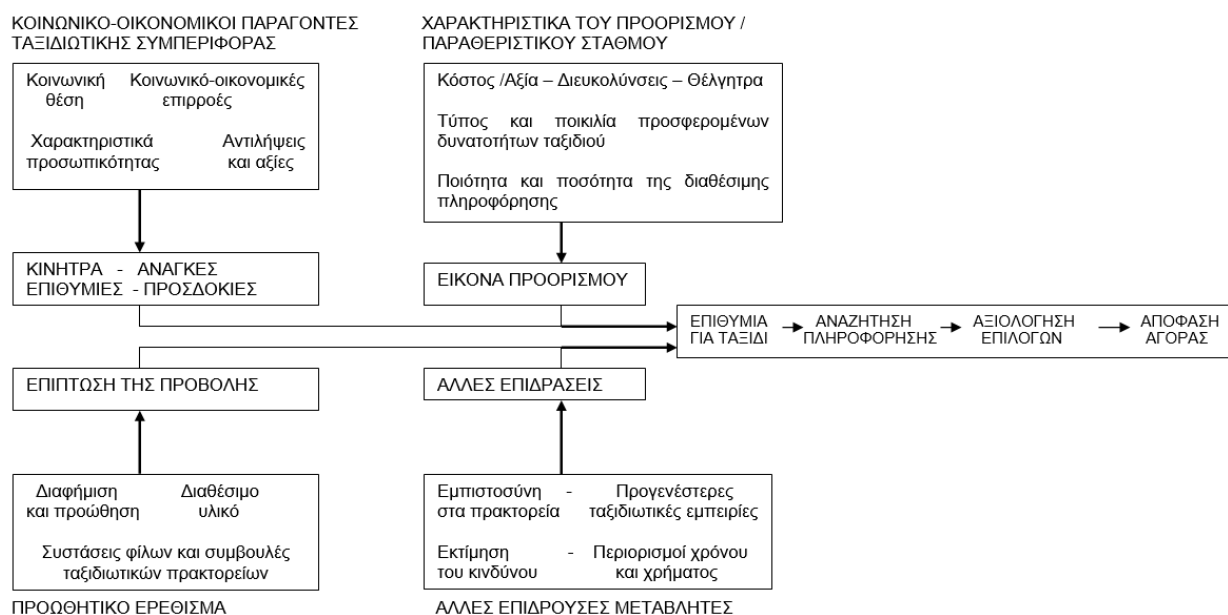 ΚΟΙΝΩΝΙΚΟ-ΟΙΚΟΝΟΜΙΚΟΙ ΠΑΡΑΓΟΝΤΕΣ
ΤΑΞΙΔΙΩΤΙΚΗΣ ΣΥΜΠΕΡΙΦΟΡΑΣ
Κοινωνική Κοινωνικό-οικονομικές
θέση επιρροές
Χαρακτηριστικά Αντιλήψεις
προσωπικότητας και αξίες
ΧΑΡΑΚΤΗΡΙΣΤΙΚΑ ΤΟΥ ΠΡΟΟΡΙΣΜΟΥ /
ΠΑΡΑΘΕΡΙΣΤΙΚΟΥ ΣΤΑΘΜΟΥ
Κόστος /Αξία – Διευκολύνσεις – Θέλγητρα
Τύπος και ποικιλία προσφερομένων
δυνατοτήτων ταξιδιού
Ποιότητα και ποσότητα της διαθέσιμης
πληροφόρησης
ΚΙΝΗΤΡΑ - ΑΝΑΓΚΕΣ
ΕΠΙΘΥΜΙΕΣ - ΠΡΟΣΔΟΚΙΕΣ
ΕΙΚΟΝΑ ΠΡΟΟΡΙΣΜΟΥ
ΕΠΙΘΥΜΙΑ
ΓΙΑ ΤΑΞΙΔΙ
ΑΝΑΖΗΤΗΣΗ
ΠΛΗΡΟΦΟΡΗΣΗΣ
ΑΞΙΟΛΟΓΗΣΗ
ΕΠΙΛΟΓΩΝ
ΑΠΟΦΑΣΗ
ΑΓΟΡΑΣ
ΕΠΙΠΤΩΣΗ ΤΗΣ ΠΡΟΒΟΛΗΣ
ΑΛΛΕΣ ΕΠΙΔΡΑΣΕΙΣ
Διαφήμιση Διαθέσιμο
και προώθηση υλικό
Συστάσεις φίλων και συμβουλές
ταξιδιωτικών πρακτορείων
ΠΡΟΩΘΗΤΙΚΟ ΕΡΕΘΙΣΜΑ
Εμπιστοσύνη - Προγενέστερες
στα πρακτορεία ταξιδιωτικές εμπειρίες
Εκτίμηση - Περιορισμοί χρόνου
του κινδύνου και χρήματος
ΑΛΛΕΣ ΕΠΙΔΡΟΥΣΕΣ ΜΕΤΑΒΛΗΤΕΣ